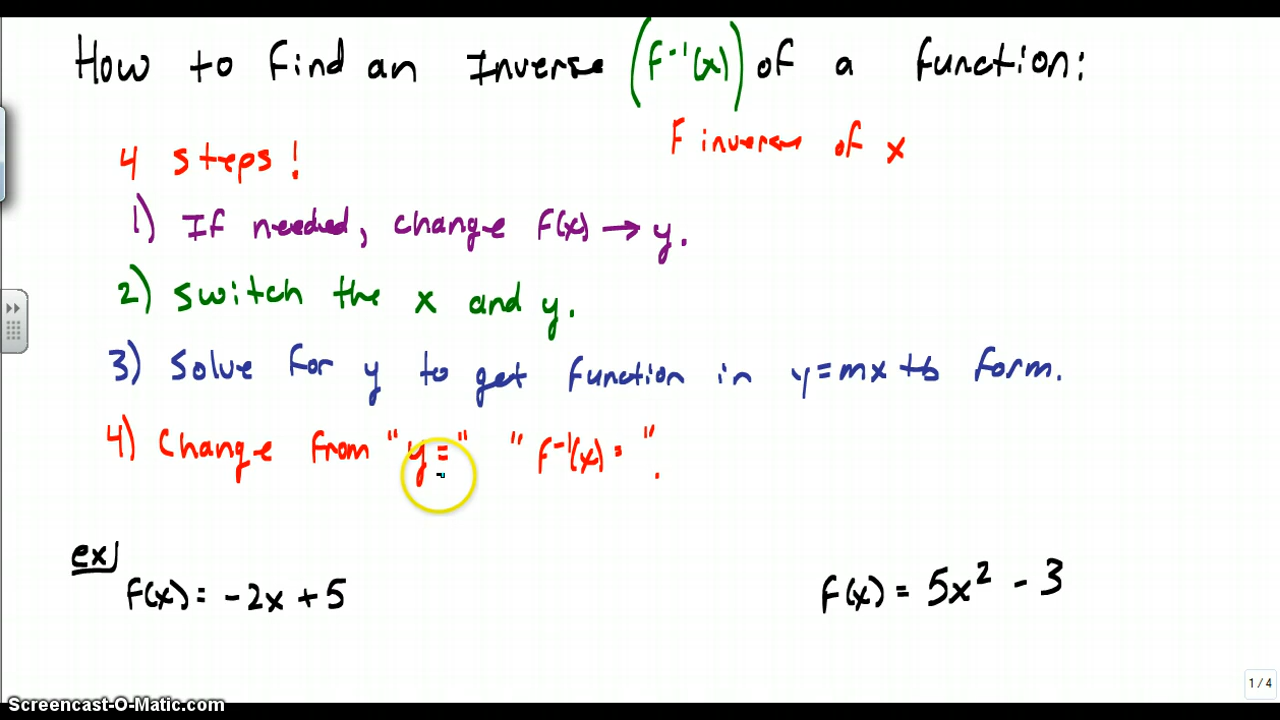 How to find an Inverse (f⁻¹(x)) of a function:
F inverse of x
4 steps!
1) If needed, change f(x) → y.
2) switch the x and y.
3) Solve for y to get function in y=mx+b form.
4) Change from "y=" "f⁻¹(x)= ".
ex)
f(x) = -2x + 5
f(x) = 5x² - 3
1 / 4
Screencast-O-Matic.com